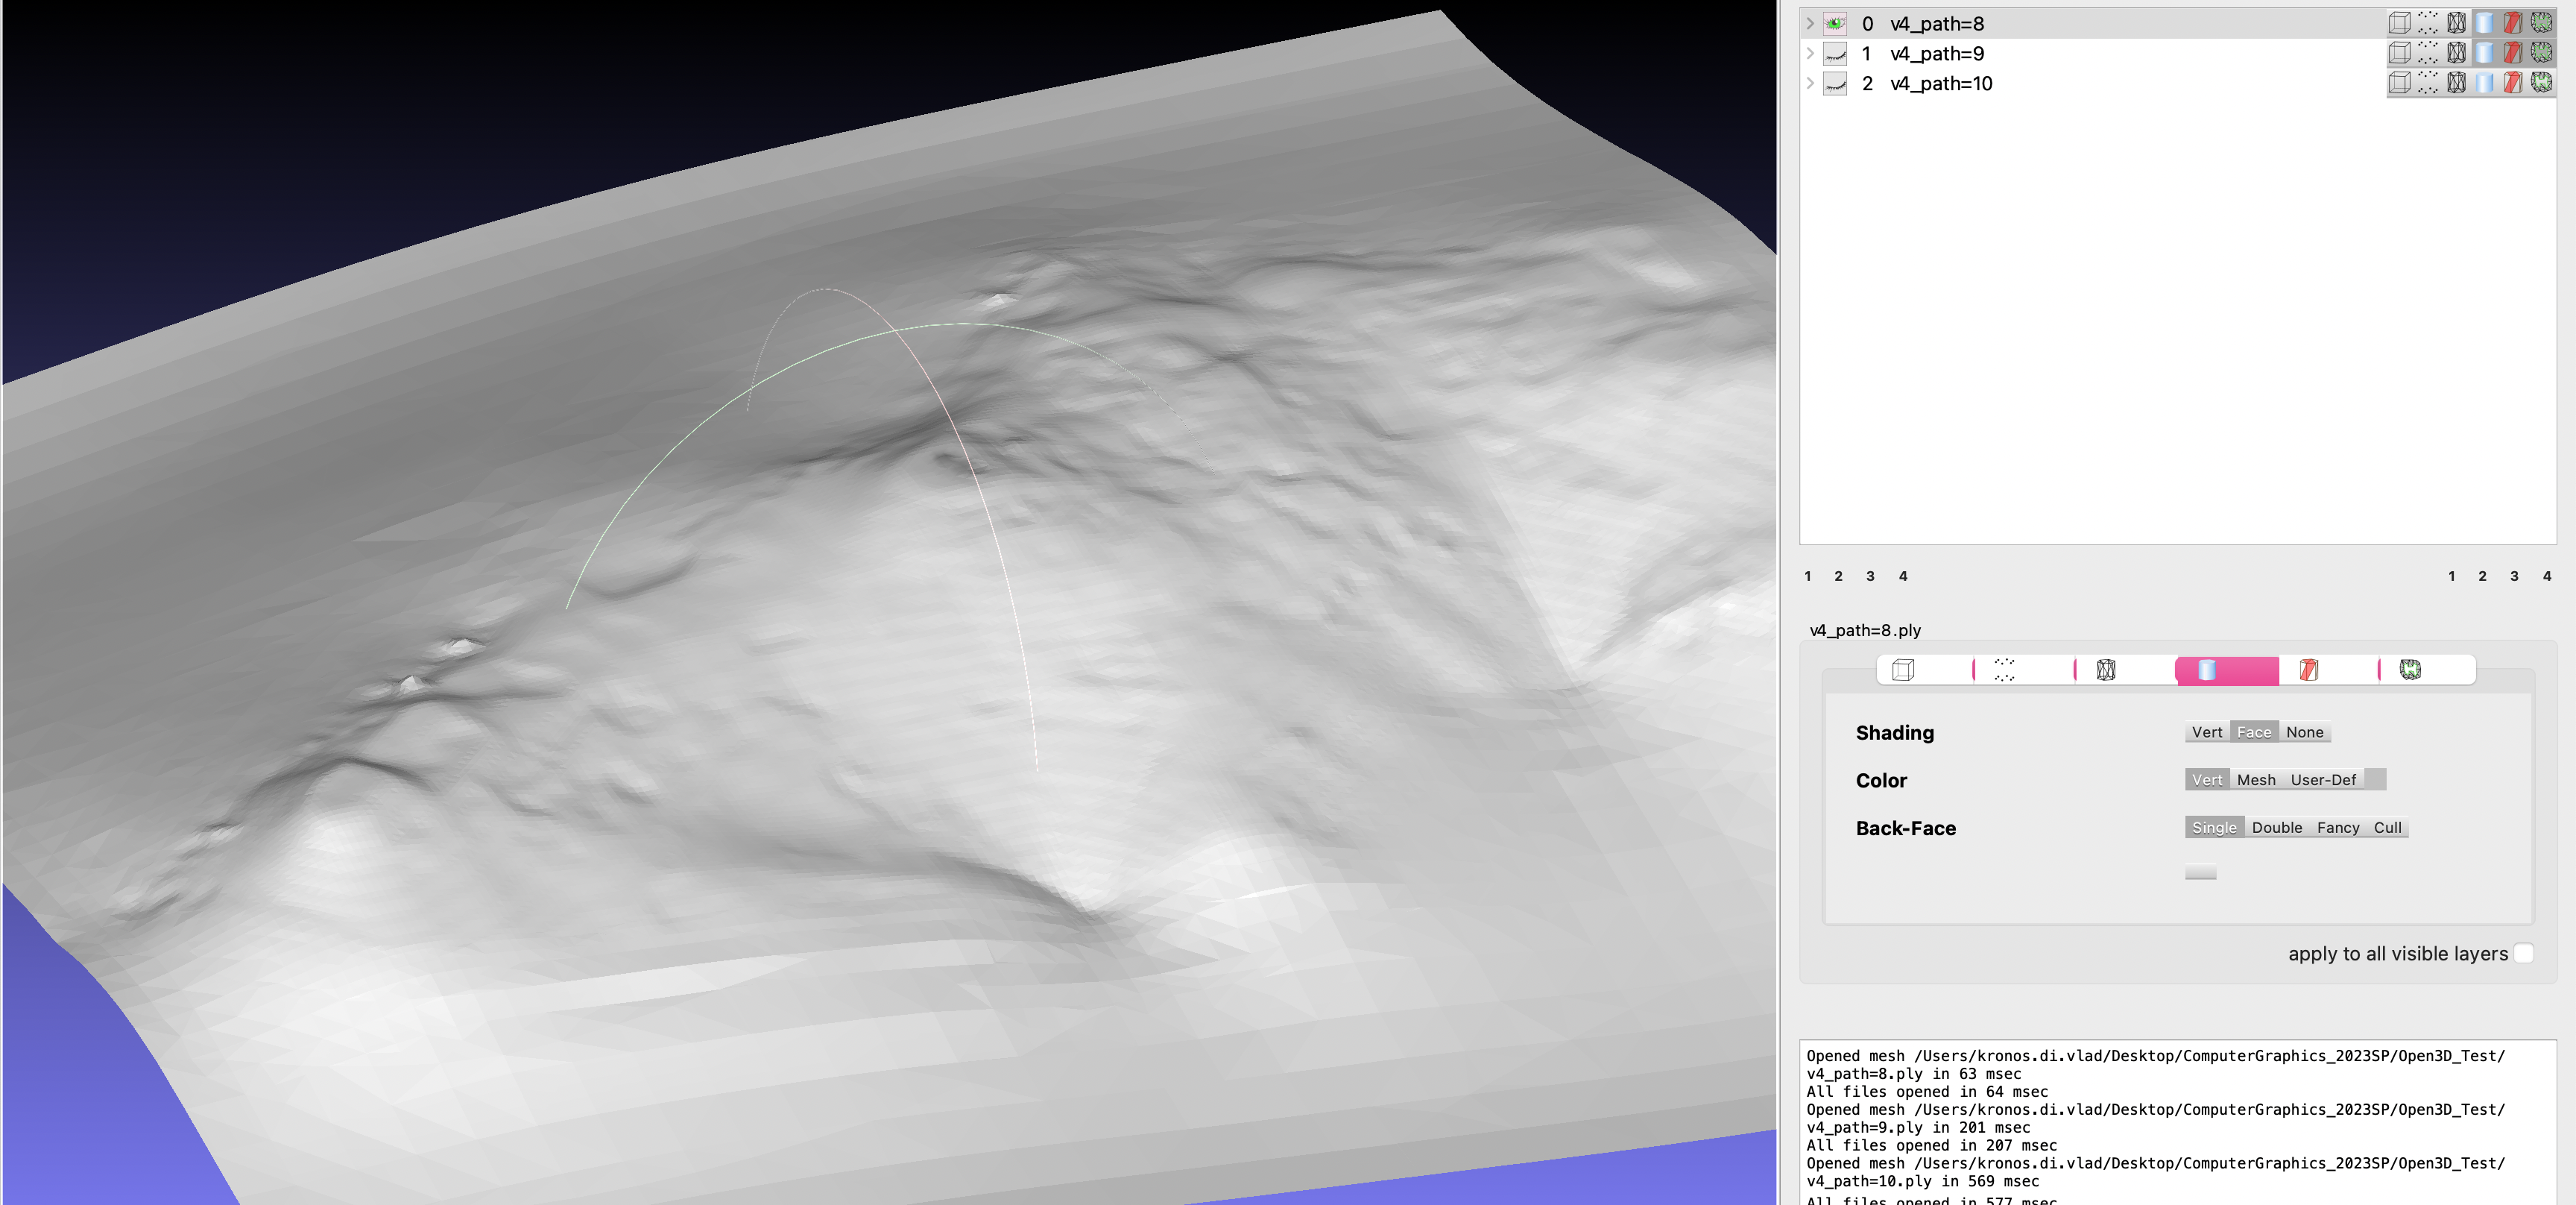 0 v4_path=8
1 v4_path=9
2 v4_path=10
1 2 3 4 1 2 3 4
v4_path=8.ply
Shading Vert Face None
Color Vert Mesh User-Def
Back-Face Single Double Fancy Cull
apply to all visible layers
Opened mesh /Users/kronos.di.vlad/Desktop/ComputerGraphics_2023SP/Open3D_Test/
v4_path=8.ply in 63 msec
All files opened in 64 msec
Opened mesh /Users/kronos.di.vlad/Desktop/ComputerGraphics_2023SP/Open3D_Test/
v4_path=9.ply in 201 msec
All files opened in 207 msec
Opened mesh /Users/kronos.di.vlad/Desktop/ComputerGraphics_2023SP/Open3D_Test/
v4_path=10.ply in 569 msec
All files opened in 577 msec